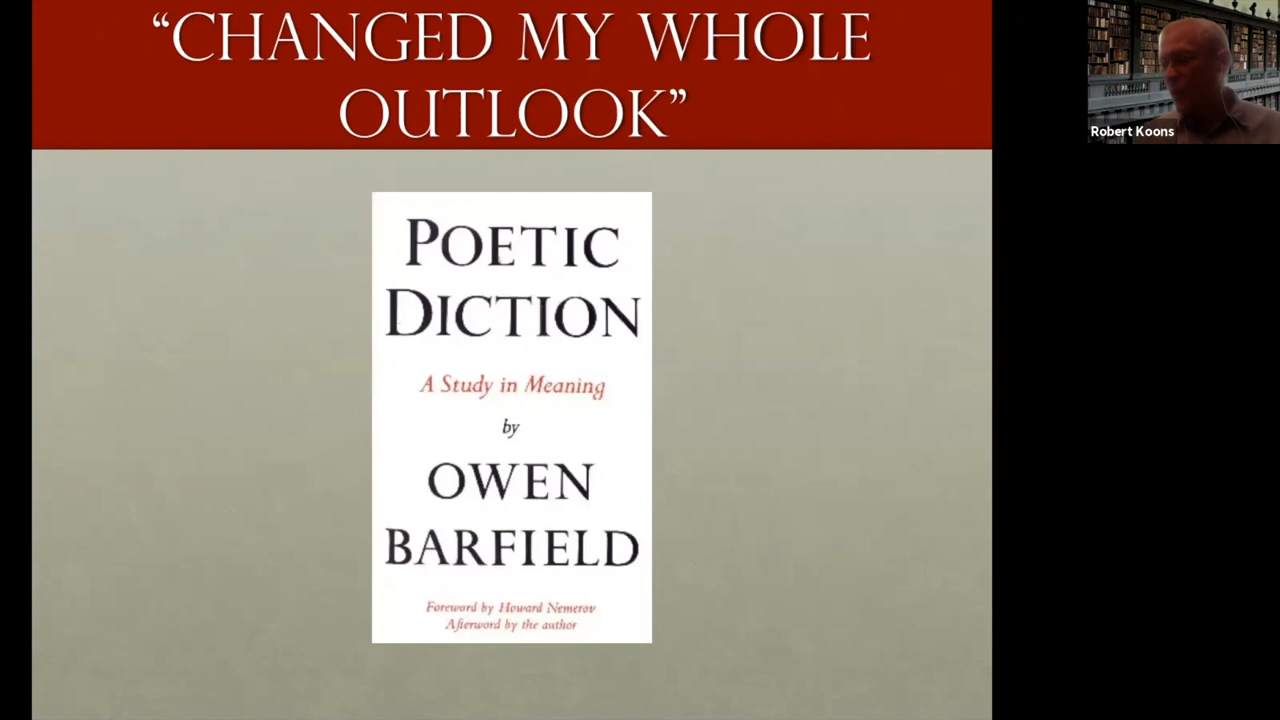 “CHANGED MY WHOLE
OUTLOOK”
POETIC
DICTION
A Study in Meaning
by
OWEN
BARFIELD
Foreword by Howard Nemerov
Afterword by the author
Robert Koons